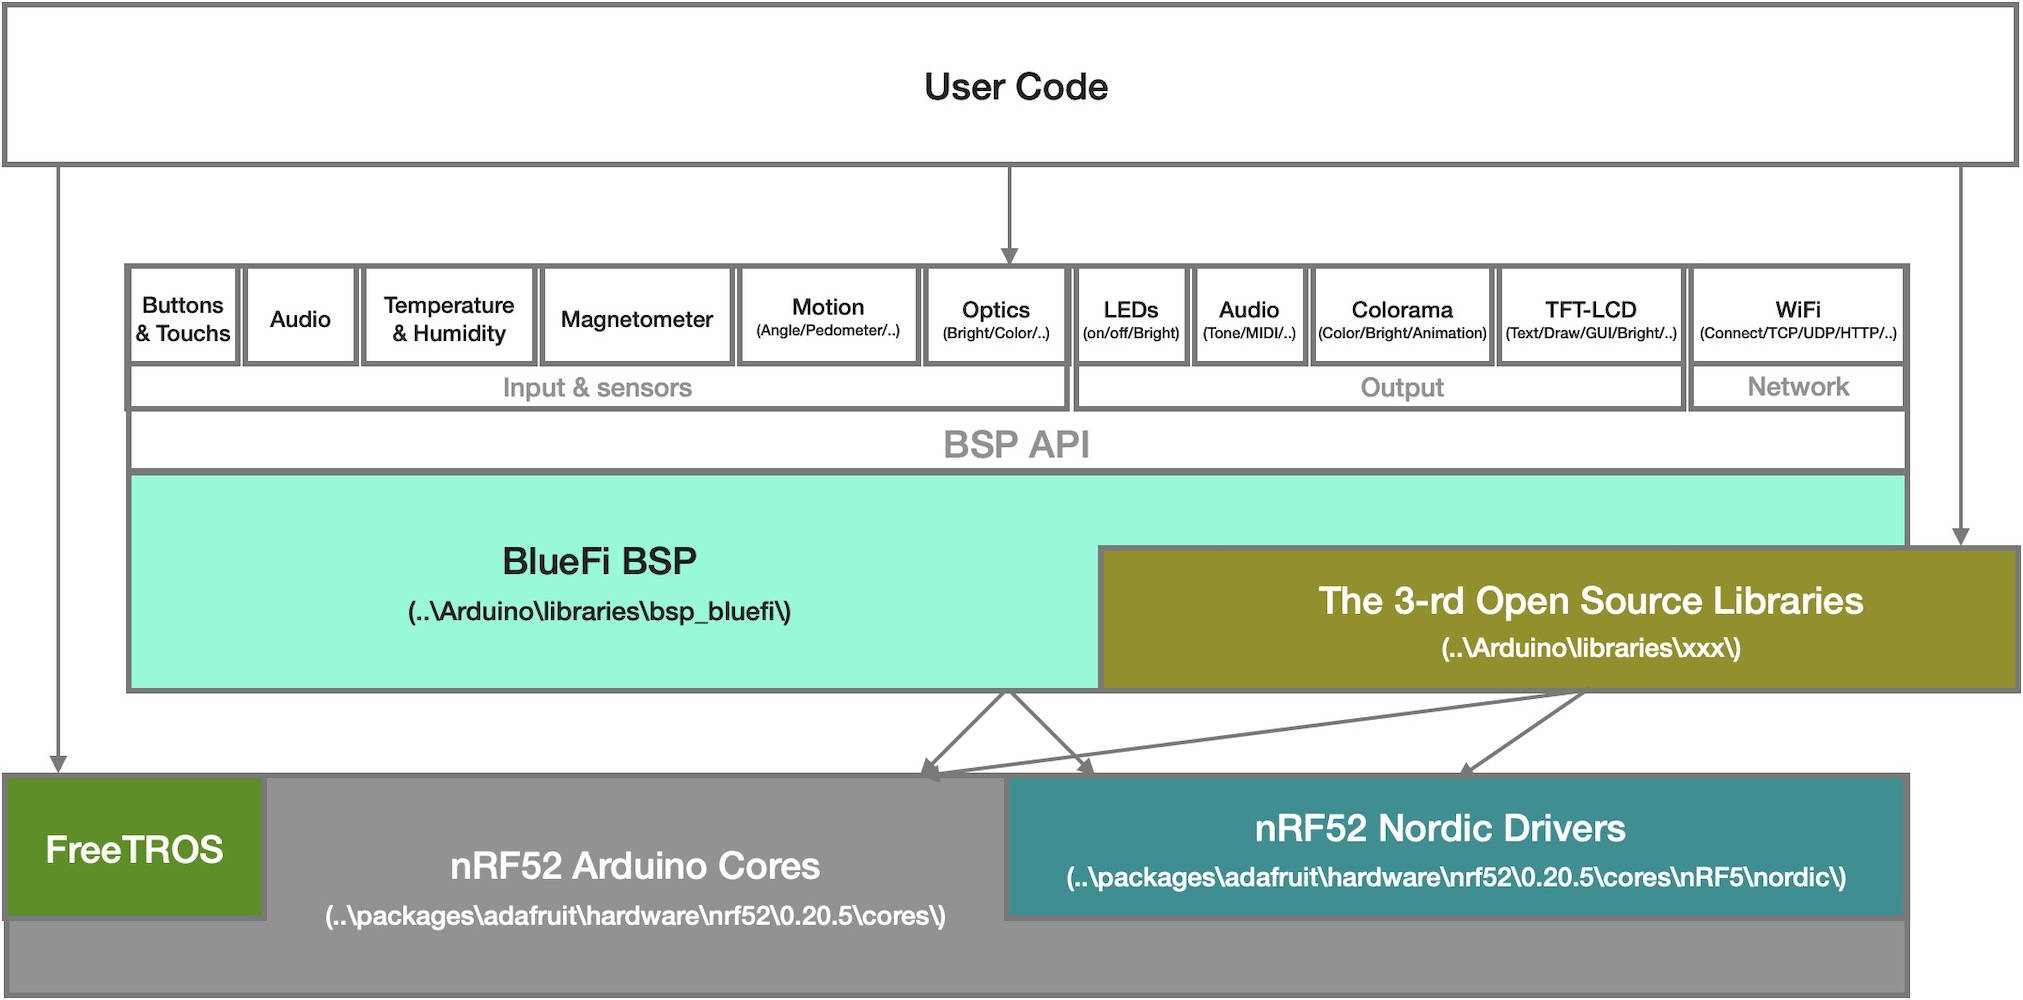 User Code
Buttons
& Touchs
Audio
Temperature
& Humidity
Magnetometer
Motion
(Angle/Pedometer/..)
Optics
(Bright/Color/..)
LEDs
(on/off/Bright)
Audio
(Tone/MIDI/..)
Colorama
(Color/Bright/Animation)
TFT-LCD
(Text/Draw/GUI/Bright/..)
WiFi
(Connect/TCP/UDP/HTTP/..)
Input & sensors
Output
Network
BSP API
BlueFi BSP
(..\Arduino\libraries\bsp_bluefi\)
The 3-rd Open Source Libraries
(..\Arduino\libraries\xxx\)
FreeTROS
nRF52 Arduino Cores
(..\packages\adafruit\hardware\nrf52\0.20.5\cores\)
nRF52 Nordic Drivers
(..\packages\adafruit\hardware\nrf52\0.20.5\cores\nRF5\nordic\)